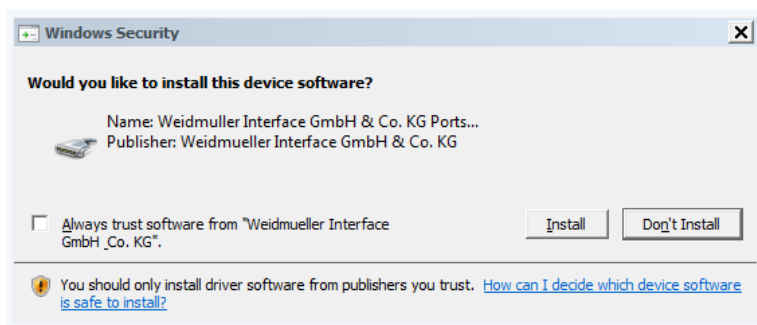 Windows Security
Would you like to install this device software?
Name: Weidmuller Interface GmbH & Co. KG Ports...
Publisher: Weidmueller Interface GmbH & Co. KG
Always trust software from "Weidmueller Interface
GmbH _Co. KG".
Install
Don't Install
You should only install driver software from publishers you trust. How can I decide which device software
is safe to install?